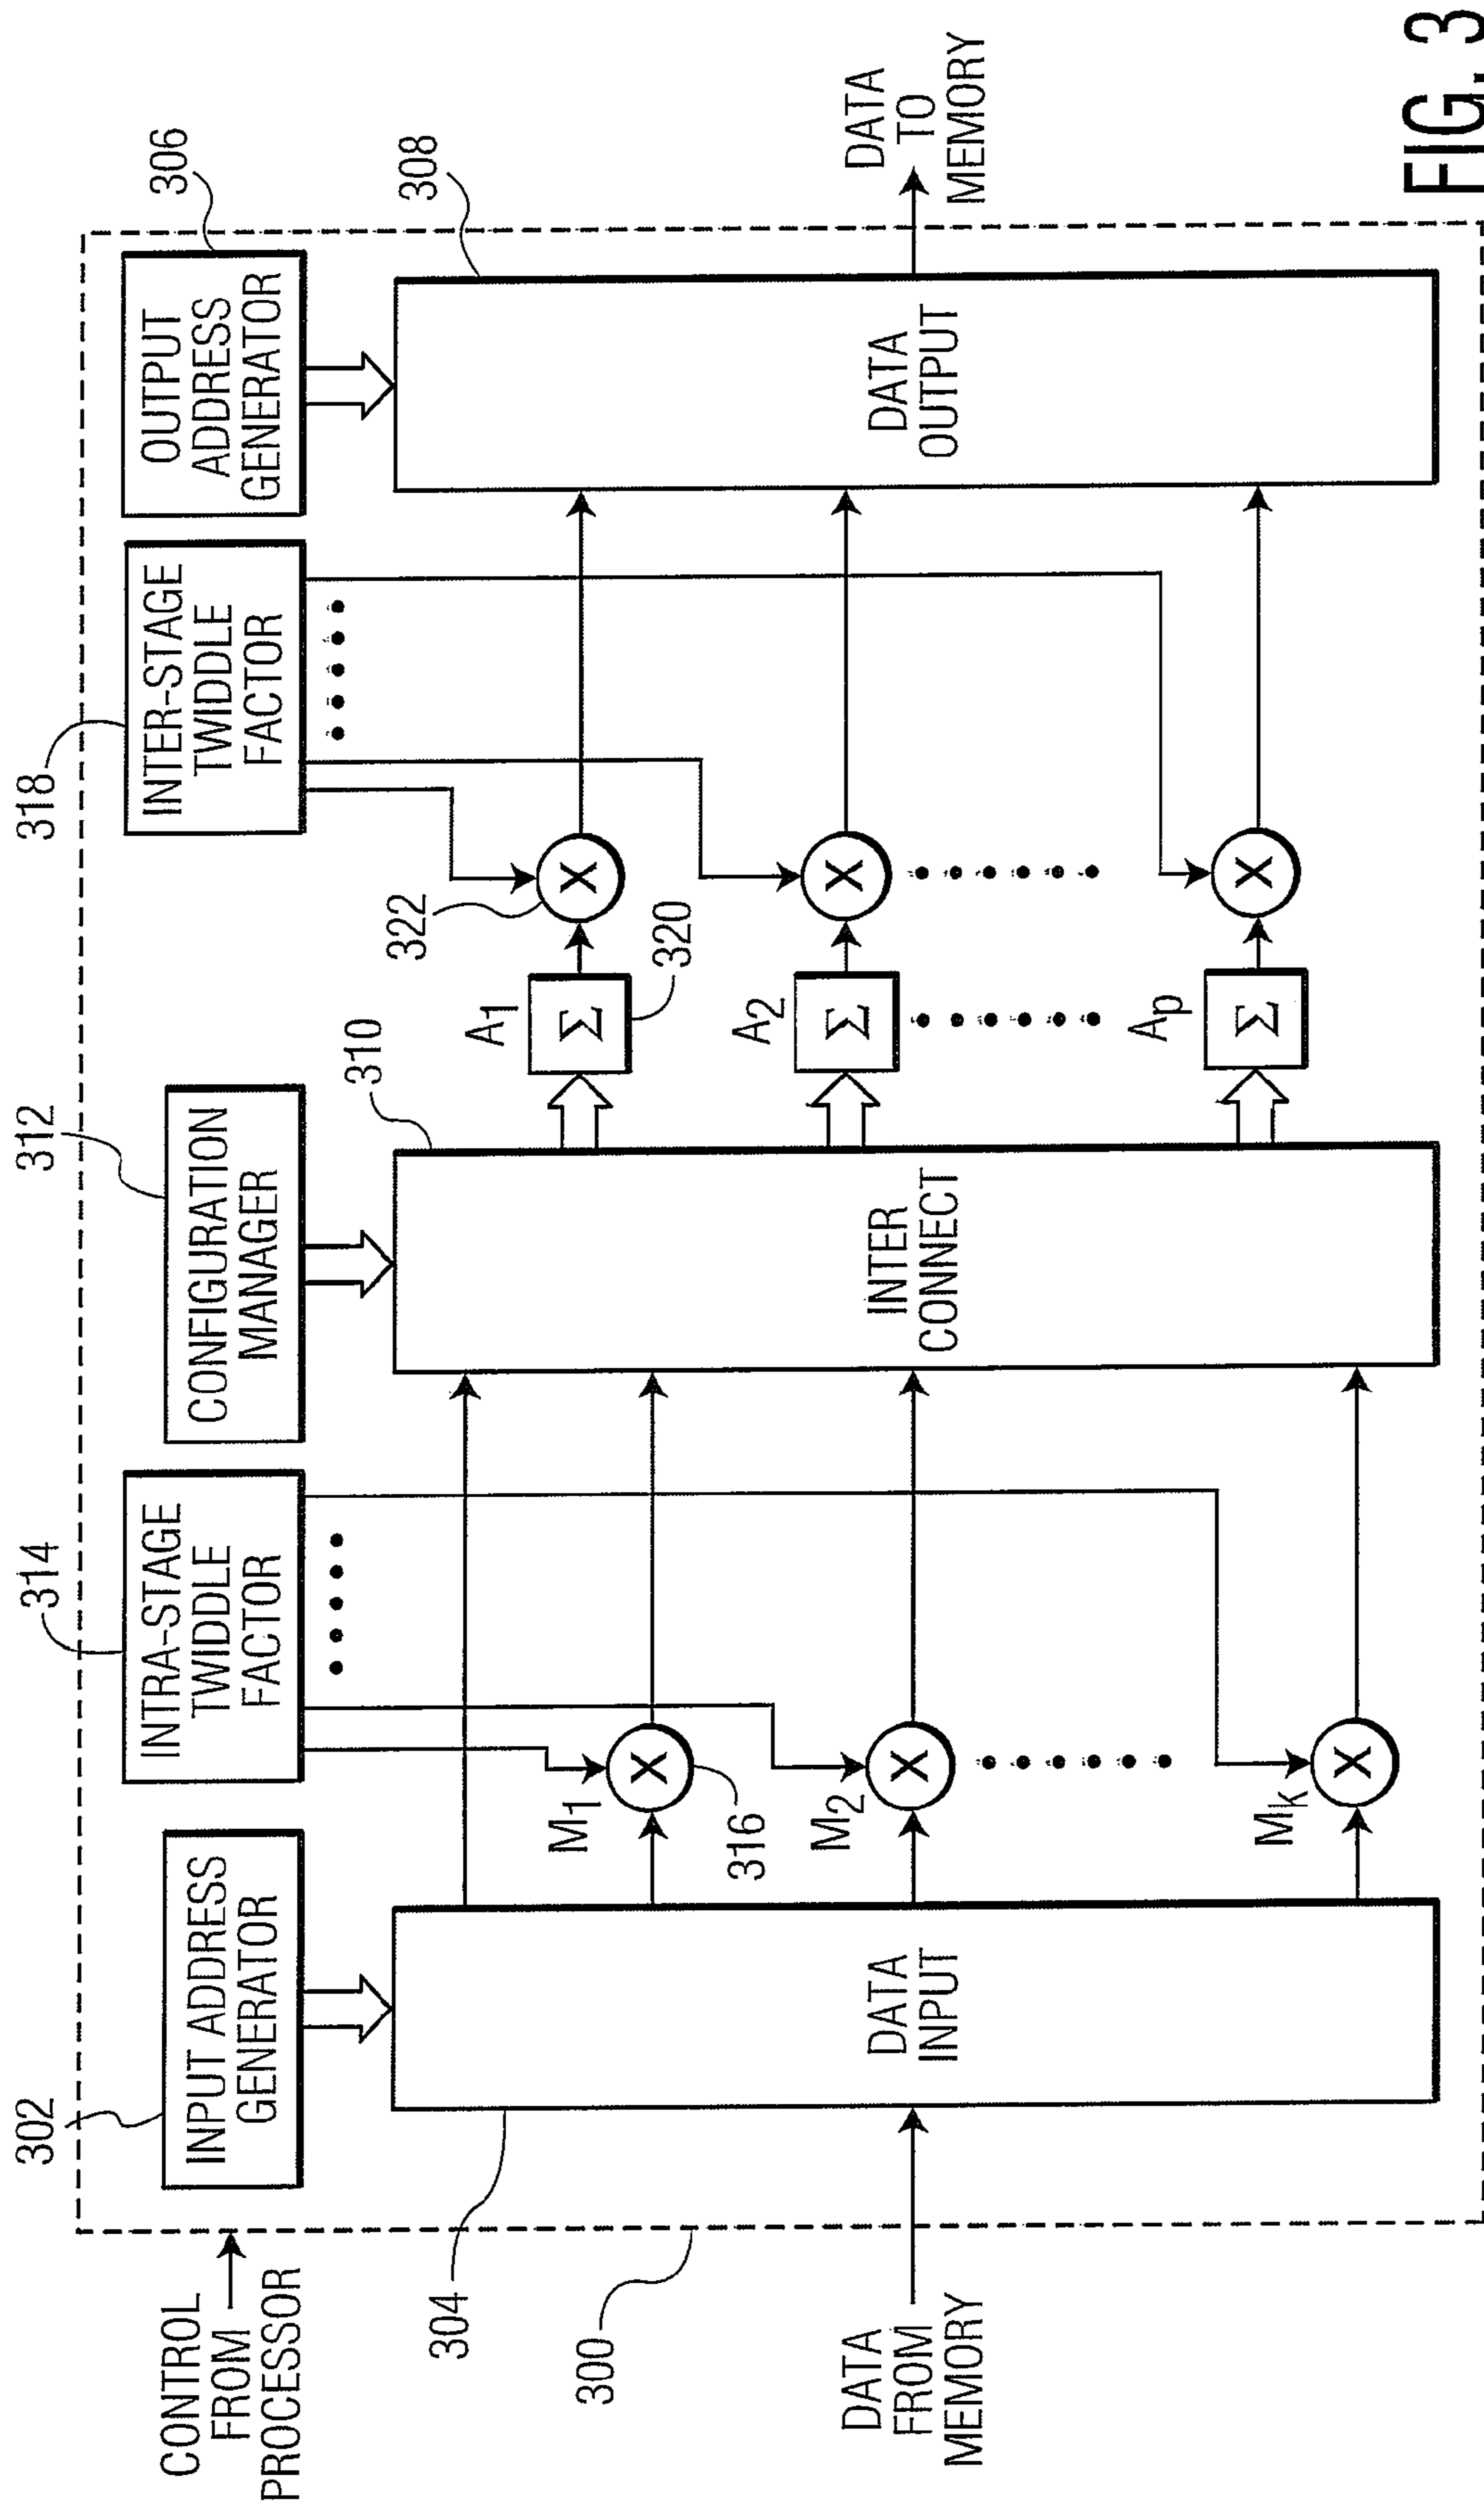 302
314
312
318
306
CONTROL
FROM
PROCESSOR
INPUT ADDRESS
GENERATOR
INTRA-STAGE
TWIDDLE
FACTOR
CONFIGURATION
MANAGER
INTER-STAGE
TWIDDLE
FACTOR
OUTPUT
ADDRESS
GENERATOR
304
310
322
308
300
M1
316
A1
320
DATA
FROM
MEMORY
DATA
INPUT
M2
INTER
CONNECT
A2
DATA
OUTPUT
DATA
TO
MEMORY
MK
Ap
X
X
X
Σ
Σ
Σ
X
X
X
FIG. 3